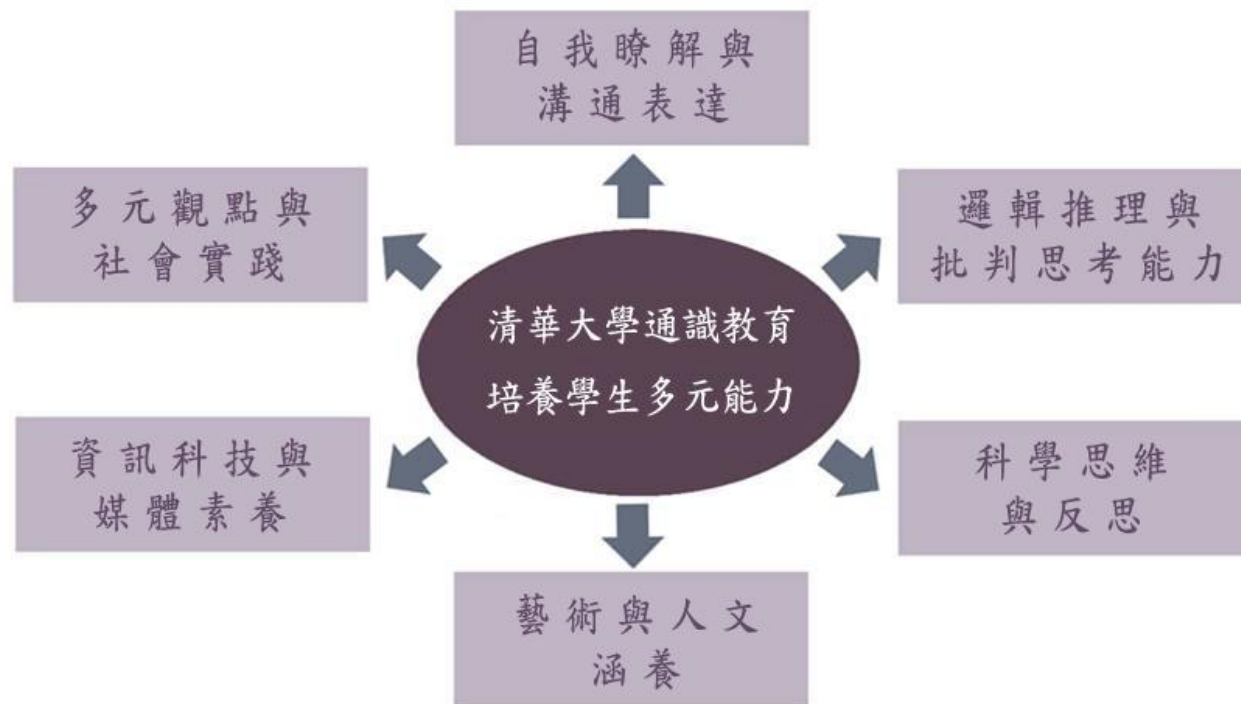 自我瞭解與
溝通表達
多元觀點與
社會實踐
邏輯推理與
批判思考能力
清華大學通識教育
培養學生多元能力
資訊科技與
媒體素養
科學思維
與反思
藝術與人文
涵養